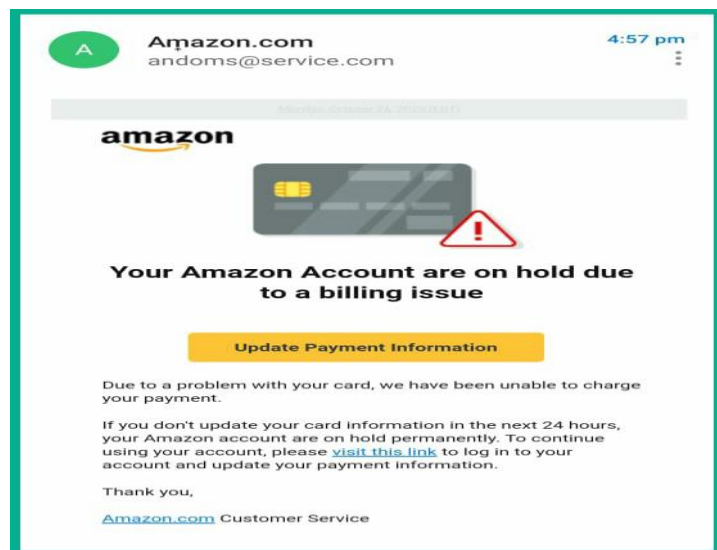 A
Aṃazon.com
4:57 pm
andoms@service.com
amazon
Your Amazon Account are on hold due
to a billing issue
Update Payment Information
Due to a problem with your card, we have been unable to charge
your payment.
If you don't update your card information in the next 24 hours,
your Amazon account are on hold permanently. To continue
using your account, please visit this link to log in to your
account and update your payment information.
Thank you,
Amazon.com Customer Service